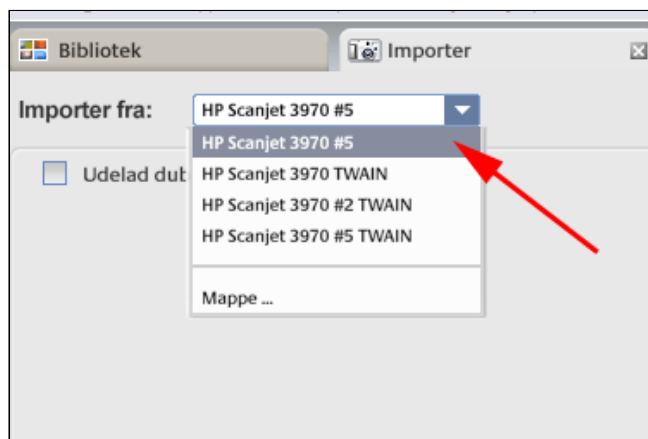 Bibliotek
Importer
Importer fra:
HP Scanjet 3970 #5
HP Scanjet 3970 #5
Udelad dut
HP Scanjet 3970 TWAIN
HP Scanjet 3970 #2 TWAIN
HP Scanjet 3970 #5 TWAIN
Mappe ...